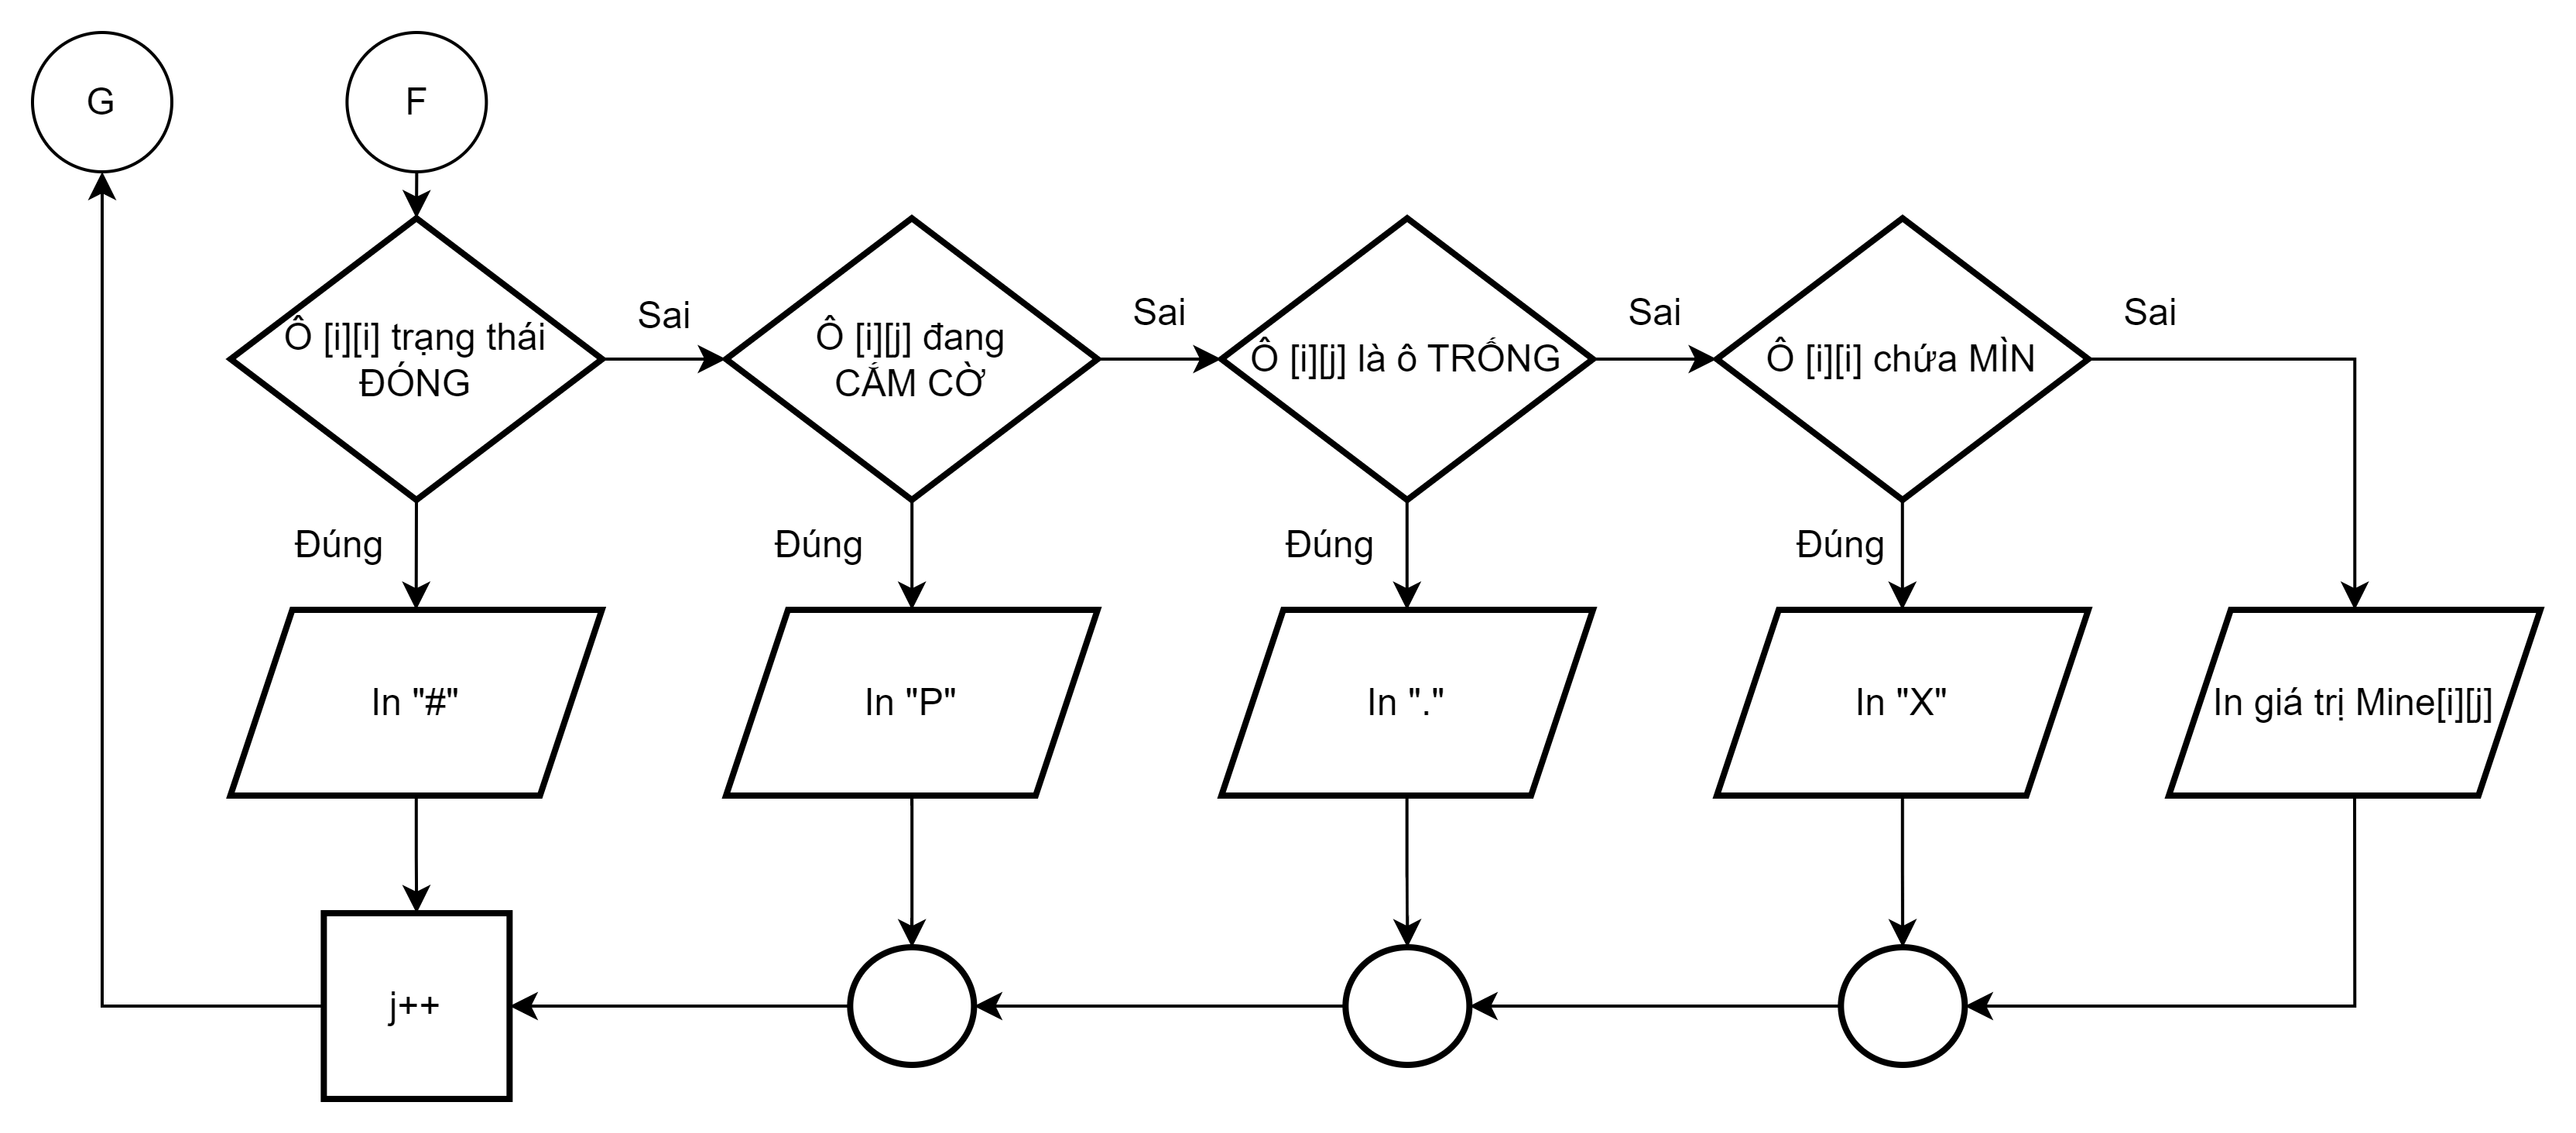 G
F
Ô [i][i] trạng thái
ĐÓNG
Sai
Ô [i][j] đang
CẮM CỜ
Sai
Ô [i][j] là ô TRỐNG
Sai
Ô [i][i] chứa MÌN
Sai
Đúng
Đúng
Đúng
Đúng
In "#"
In "P"
In "."
In "X"
In giá trị Mine[i][j]
j++